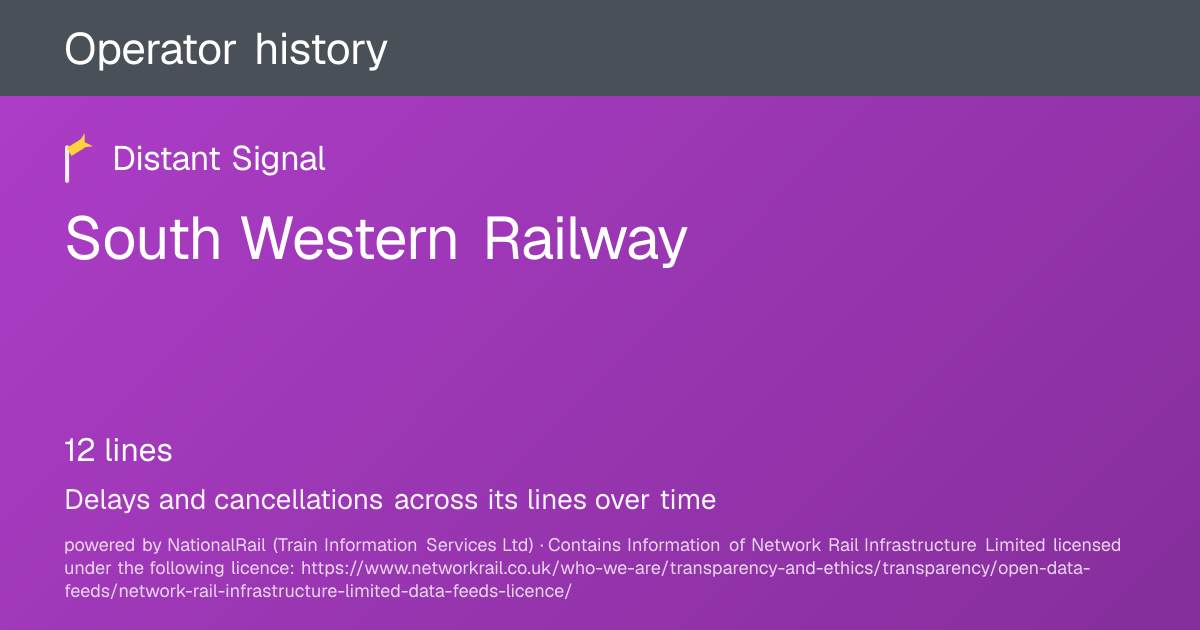 Operator history
Distant Signal
South Western Railway
12 lines
Delays and cancellations across its lines over time
powered by NationalRail (Train Information Services Ltd) · Contains Information of Network Rail Infrastructure Limited licensed
under the following licence: https://www.networkrail.co.uk/who-we-are/transparency-and-ethics/transparency/open-data-
feeds/network-rail-infrastructure-limited-data-feeds-licence/